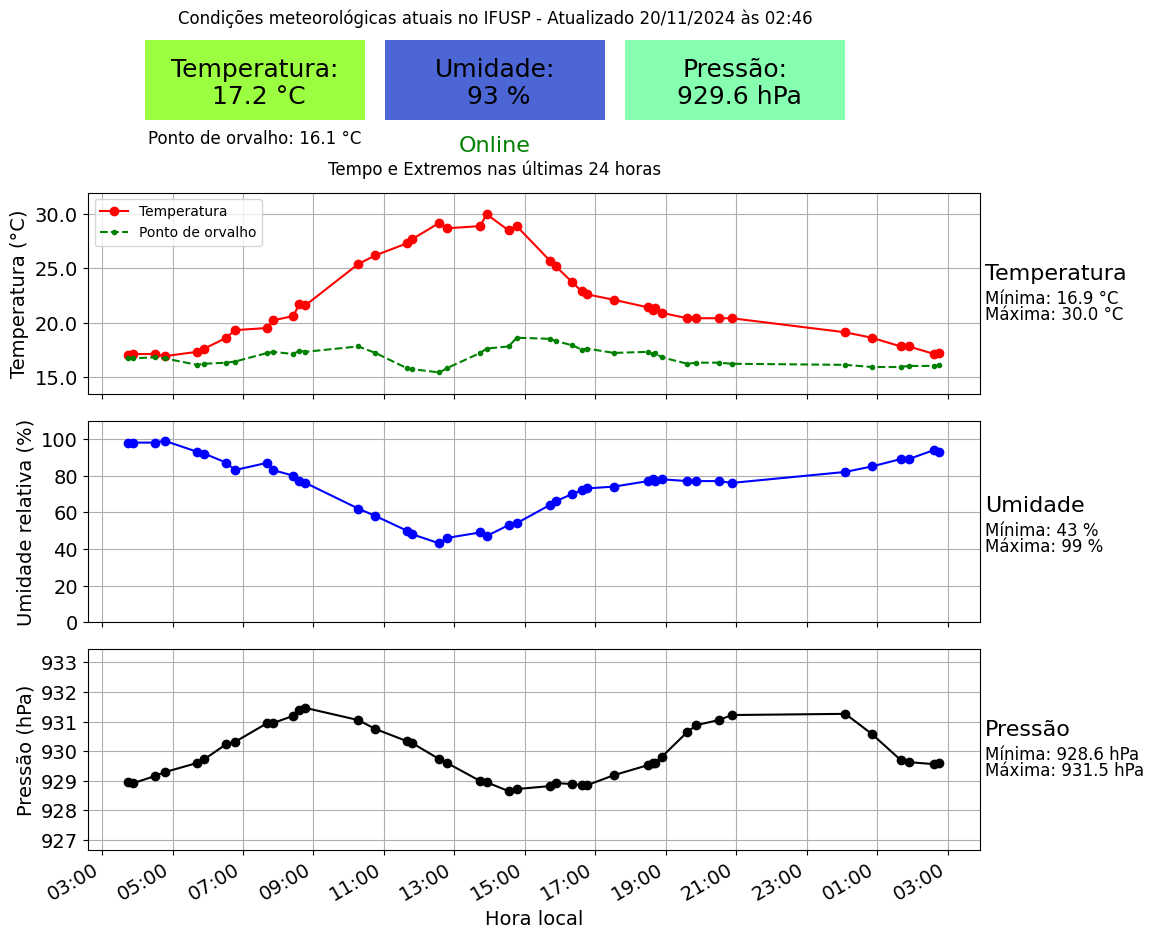 Condições meteorológicas atuais no IFUSP - Atualizado 20/11/2024 às 02:46
Temperatura:
17.2 °C
Umidade:
93 %
Pressão:
929.6 hPa
Ponto de orvalho: 16.1 °C
Online
Tempo e Extremos nas últimas 24 horas
Temperatura (°C)
30.0
25.0
20.0
15.0
Temperatura
Ponto de orvalho
Temperatura
Mínima: 16.9 °C
Máxima: 30.0 °C
Umidade relativa (%)
100
80
60
40
20
0
Umidade
Mínima: 43 %
Máxima: 99 %
Pressão (hPa)
933
932
931
930
929
928
927
Pressão
Mínima: 928.6 hPa
Máxima: 931.5 hPa
03:00 05:00 07:00 09:00 11:00 13:00 15:00 17:00 19:00 21:00 23:00 01:00 03:00
Hora local